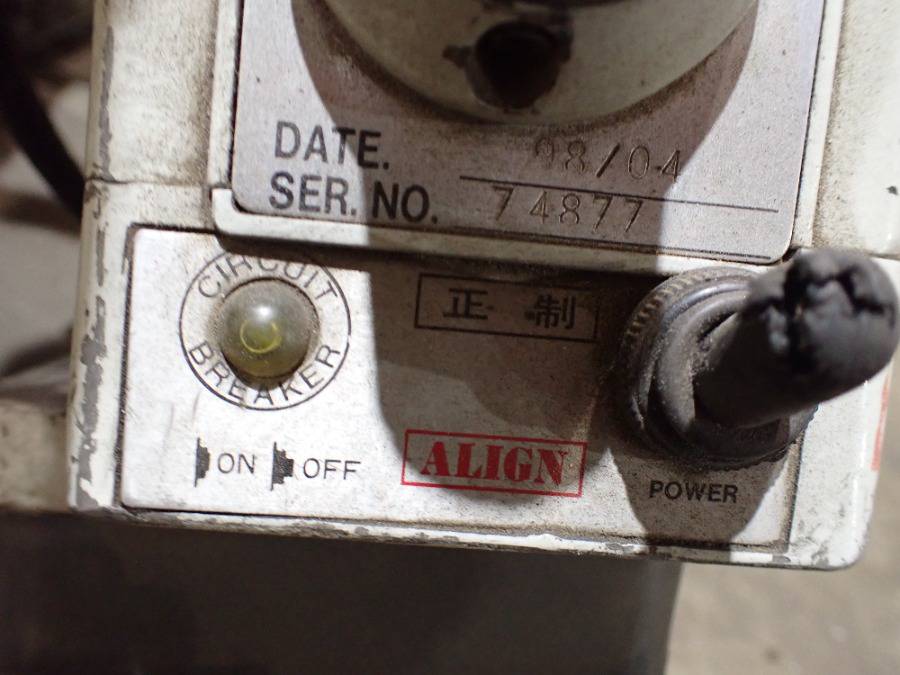 DATE. 98/04
SER. NO. 74877
CIRCUIT BREAKER
正 制
ON OFF
ALIGN
POWER